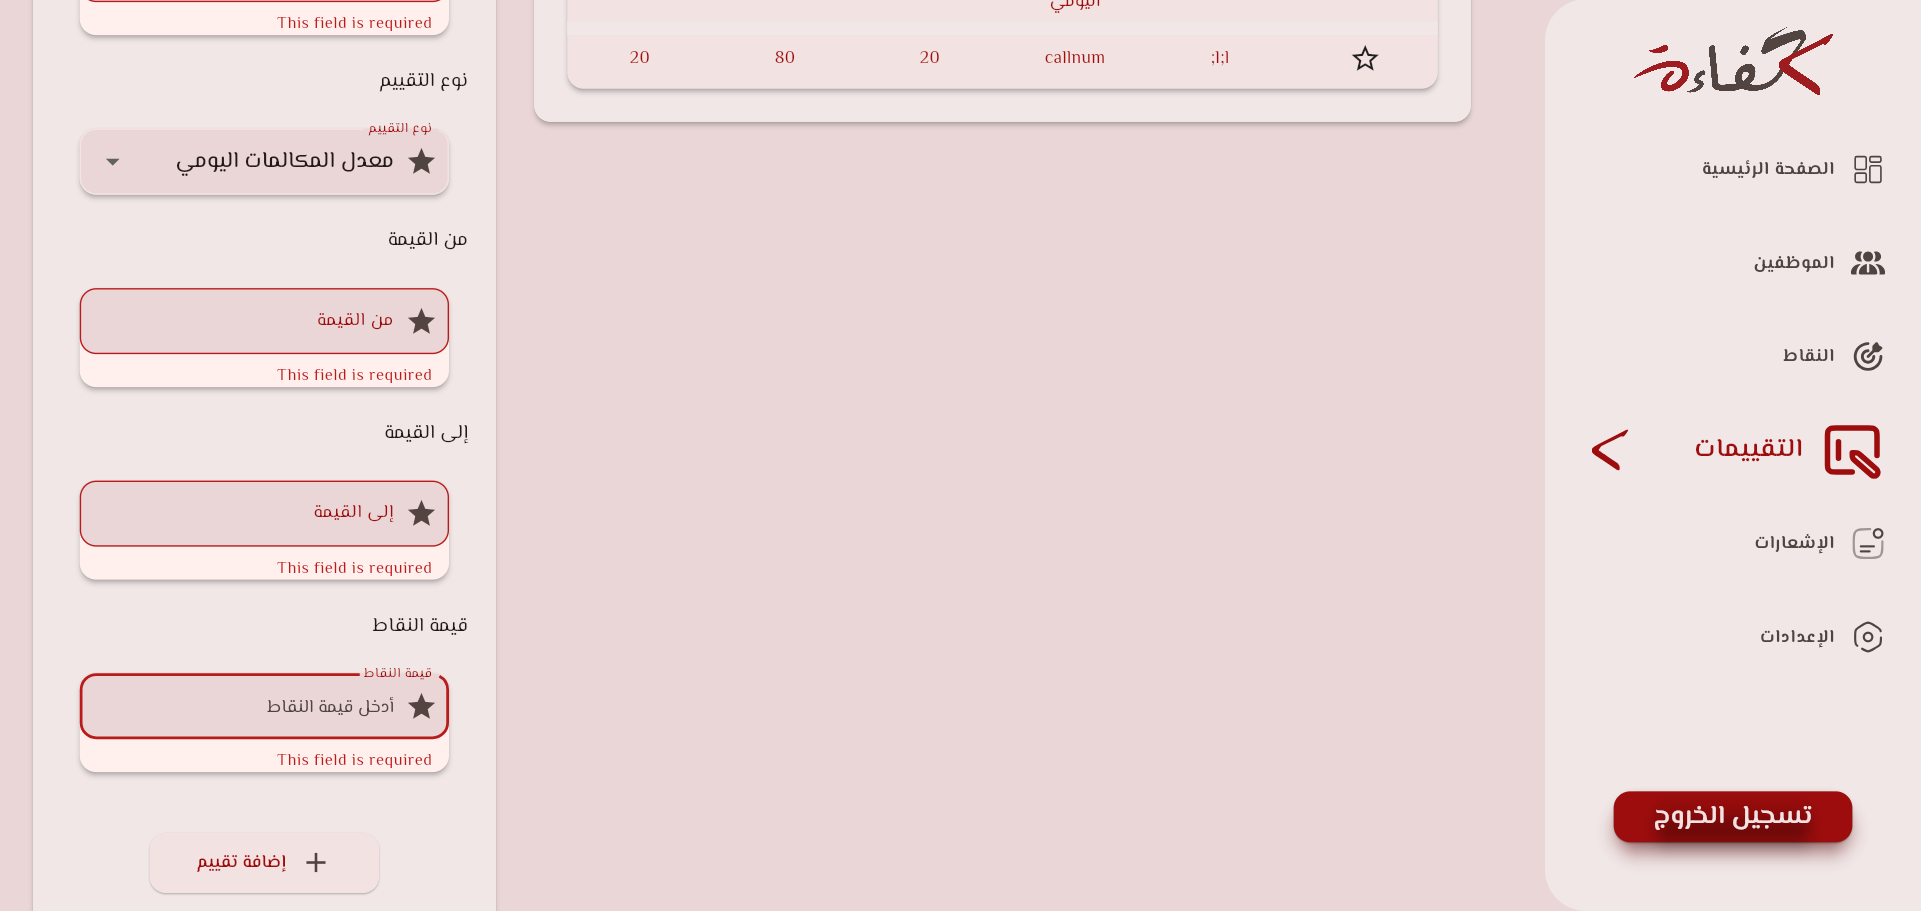 كفاءة
الصفحة الرئيسية
الموظفين
النقاط
التقييمات
الإشعارات
الإعدادات
تسجيل الخروج
اليومي
;l;l callnum 20 80 20
This field is required
نوع التقييم
نوع التقييم
معدل المكالمات اليومي
من القيمة
من القيمة
This field is required
إلى القيمة
إلى القيمة
This field is required
قيمة النقاط
قيمة النقاط
أدخل قيمة النقاط
This field is required
إضافة تقييم